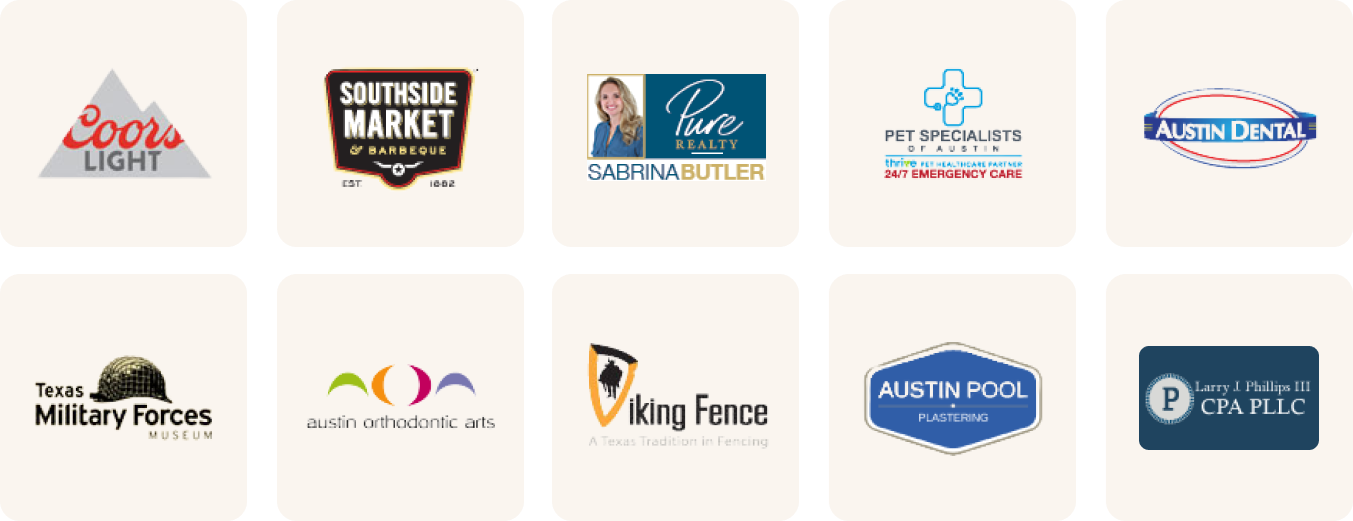 Coors
LIGHT
SOUTHSIDE
MARKET
& BARBEQUE
EST 1882
Pure
REALTY
SABRINA BUTLER
PET SPECIALISTS
OF AUSTIN
thrive PET HEALTHCARE PARTNER
24/7 EMERGENCY CARE
AUSTIN DENTAL
Texas
Military Forces
MUSEUM
austin orthodontic arts
Viking Fence
A Texas Tradition in Fencing
AUSTIN POOL
PLASTERING
P
Larry J. Phillips III
CPA PLLC